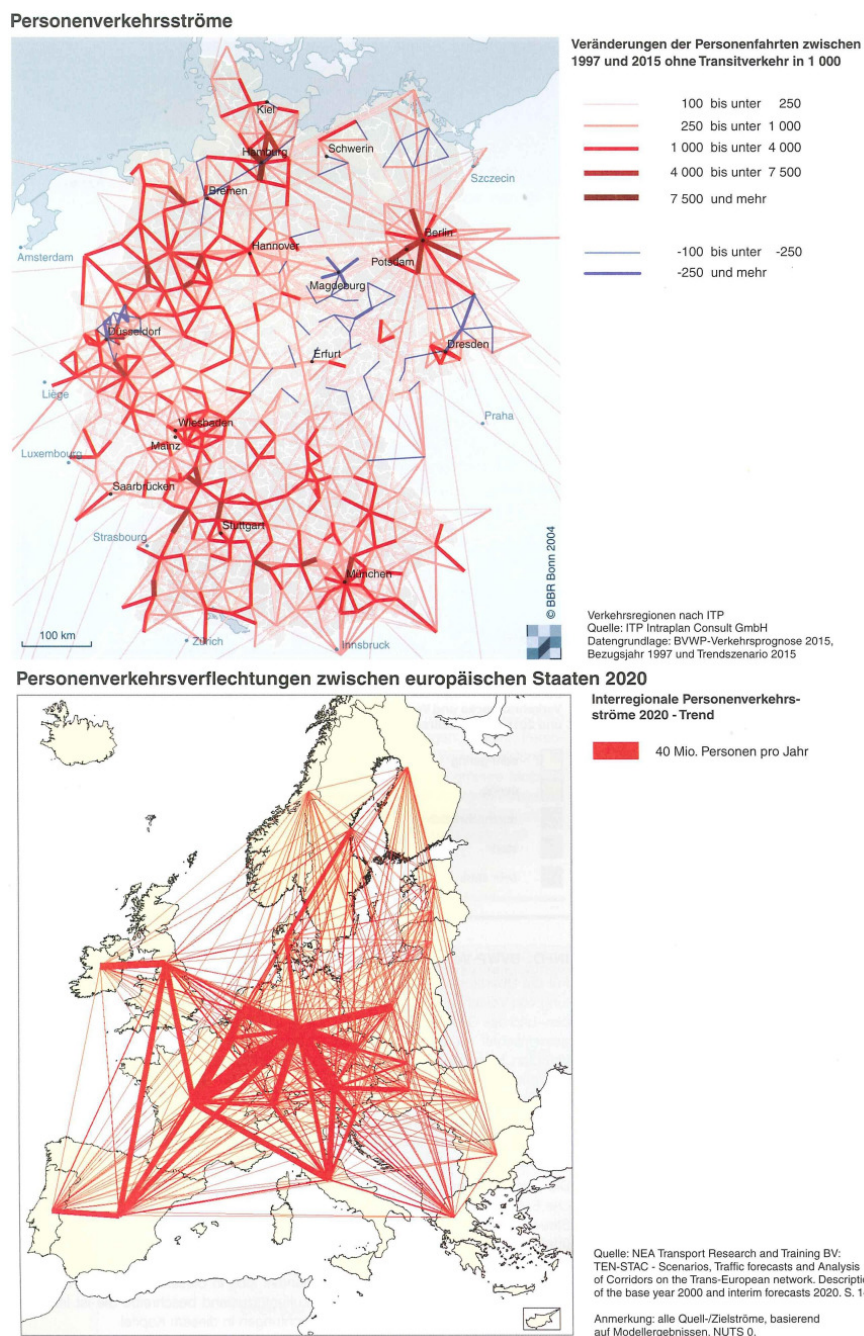 Personenverkehrsströme
Veränderungen der Personenfahrten zwischen
1997 und 2015 ohne Transitverkehr in 1 000
100 bis unter 250
250 bis unter 1 000
1 000 bis unter 4 000
4 000 bis unter 7 500
7 500 und mehr
-100 bis unter -250
-250 und mehr
Kiel
Hamburg
Schwerin
Szczecin
Bremen
Berlin
Amsterdam
Hannover
Potsdam
Magdeburg
Düsseldorf
Dresden
Erfurt
Liège
Praha
Wiesbaden
Mainz
Luxembourg
Saarbrücken
Strasbourg
Stuttgart
München
100 km
Zürich
Innsbruck
© BBR Bonn 2004
Verkehrsregionen nach ITP
Quelle: ITP Intraplan Consult GmbH
Datengrundlage: BVWP-Verkehrsprognose 2015,
Bezugsjahr 1997 und Trendszenario 2015
Personenverkehrsverflechtungen zwischen europäischen Staaten 2020
Interregionale Personenverkehrs-
ströme 2020 - Trend
40 Mio. Personen pro Jahr
Quelle: NEA Transport Research and Training BV:
TEN-STAC - Scenarios, Traffic forecasts and Analysis
of Corridors on the Trans-European network.
of the base year 2000 and interim forecasts 2020. S.
Anmerkung: alle Quell-/Zielströme, basierend
auf Modellergebnissen, NUTS 0.